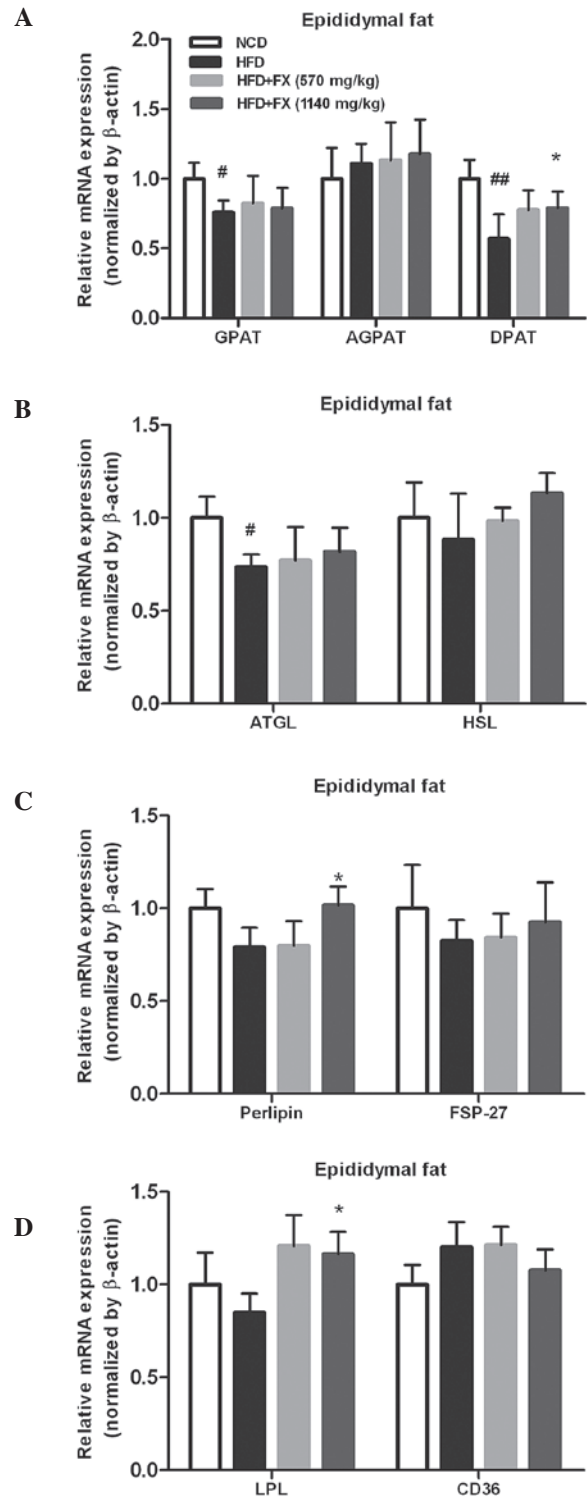 A
Epididymal fat
NCD
HFD
HFD+FX (570 mg/kg)
HFD+FX (1140 mg/kg)
Relative mRNA expression
(normalized by β-actin)
2.0
1.5
1.0
0.5
0.0
#
##
*
GPAT AGPAT DPAT
B
Epididymal fat
Relative mRNA expression
(normalized by β-actin)
1.5
1.0
0.5
0.0
#
ATGL HSL
C
Epididymal fat
Relative mRNA expression
(normalized by β-actin)
1.5
1.0
0.5
0.0
*
Perlipin FSP-27
D
Epididymal fat
Relative mRNA expression
(normalized by β-actin)
1.5
1.0
0.5
0.0
*
LPL CD36